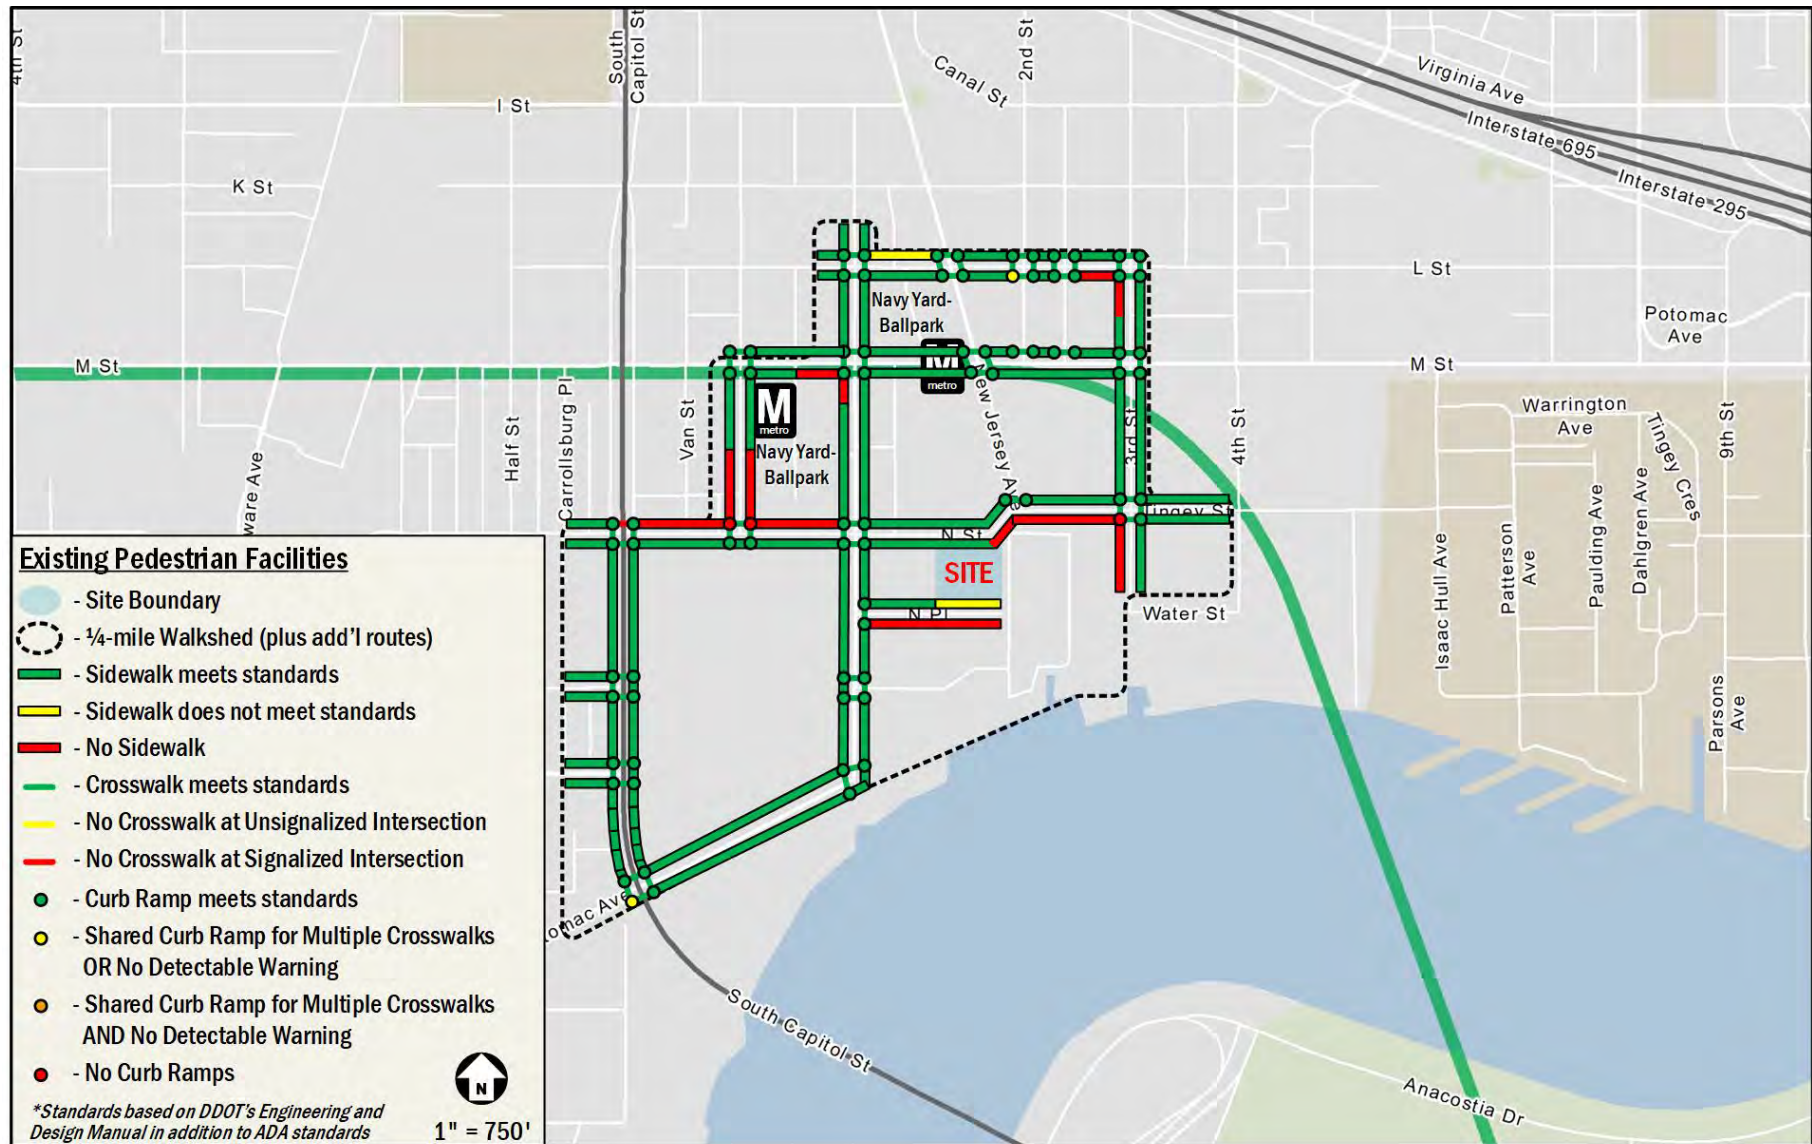 4th St
South
Capitol St
2nd St
Canal St
Virginia Ave
I St
Interstate 695
K St
Interstate 295
L St
Navy Yard-
Ballpark
Potomac
Ave
M St
M
metro
M St
Carrollsburg Pl
Half St
Van St
M
metro
New Jersey Ave
3rd St
4th St
Warrington
Ave
Tingey Cres
9th St
Navy Yard-
Ballpark
ware Ave
Tingey St
N St
Isaac Hull Ave
Patterson
Ave
Paulding Ave
Dahlgren Ave
SITE
N Pl
Water St
Parsons
Ave
Existing Pedestrian Facilities
- Site Boundary
- ¼-mile Walkshed (plus add'l routes)
- Sidewalk meets standards
- Sidewalk does not meet standards
- No Sidewalk
- Crosswalk meets standards
- No Crosswalk at Unsignalized Intersection
- No Crosswalk at Signalized Intersection
- Curb Ramp meets standards
- Shared Curb Ramp for Multiple Crosswalks
OR No Detectable Warning
- Shared Curb Ramp for Multiple Crosswalks
AND No Detectable Warning
- No Curb Ramps
N
*Standards based on DDOT's Engineering and
Design Manual in addition to ADA standards
1" = 750'
tomac Ave
South Capitol St
Anacostia Dr